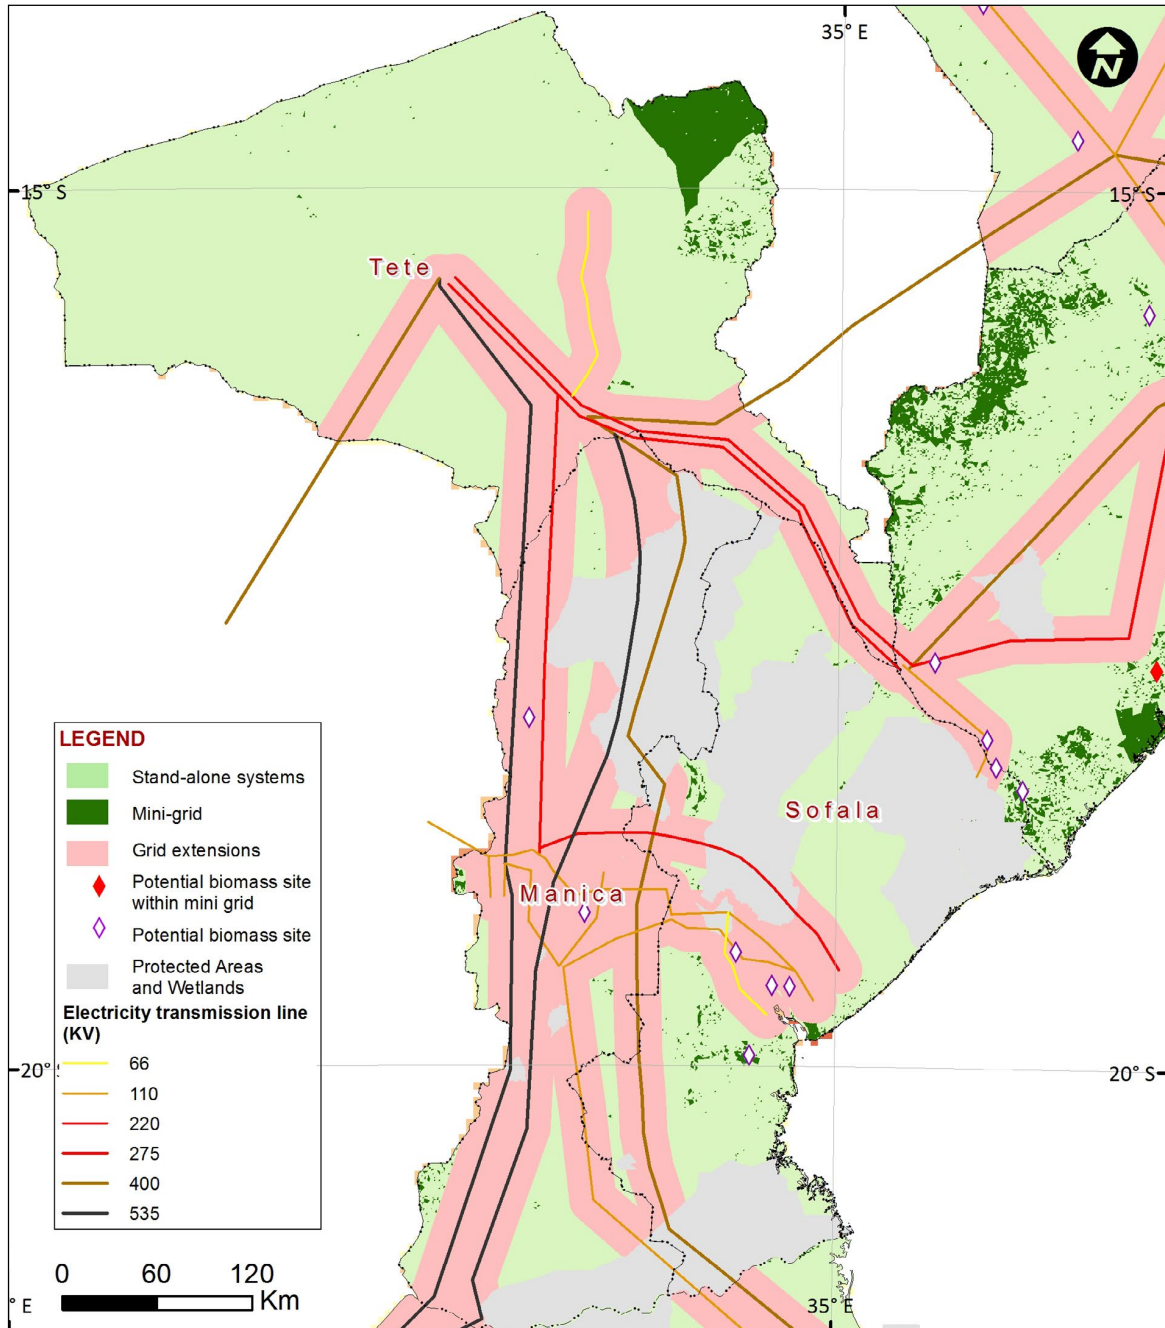 35° E
N
15° S
15° S
Tete
LEGEND
Stand-alone systems
Mini-grid
Grid extensions
Potential biomass site
within mini grid
Potential biomass site
Protected Areas
and Wetlands
Electricity transmission line
(KV)
66
110
220
275
400
535
Sofala
Manica
20° S
20° S
0 60 120
Km
° E
35° E